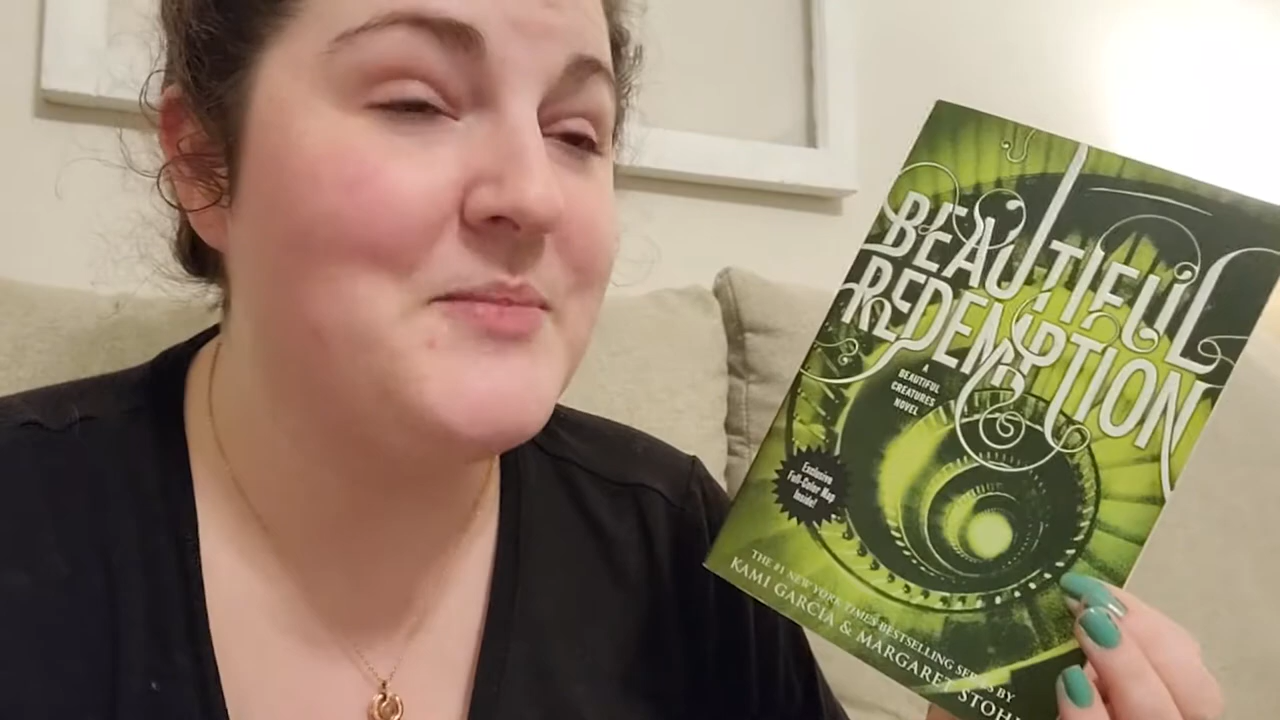 BEAUTIFUL
REDEMPTION
A
BEAUTIFUL
CREATURES
NOVEL
Exclusive
Full-Color Map
Inside!
THE #1 NEW YORK TIMES BESTSELLING SERIES BY
KAMI GARCIA & MARGARET STOHL